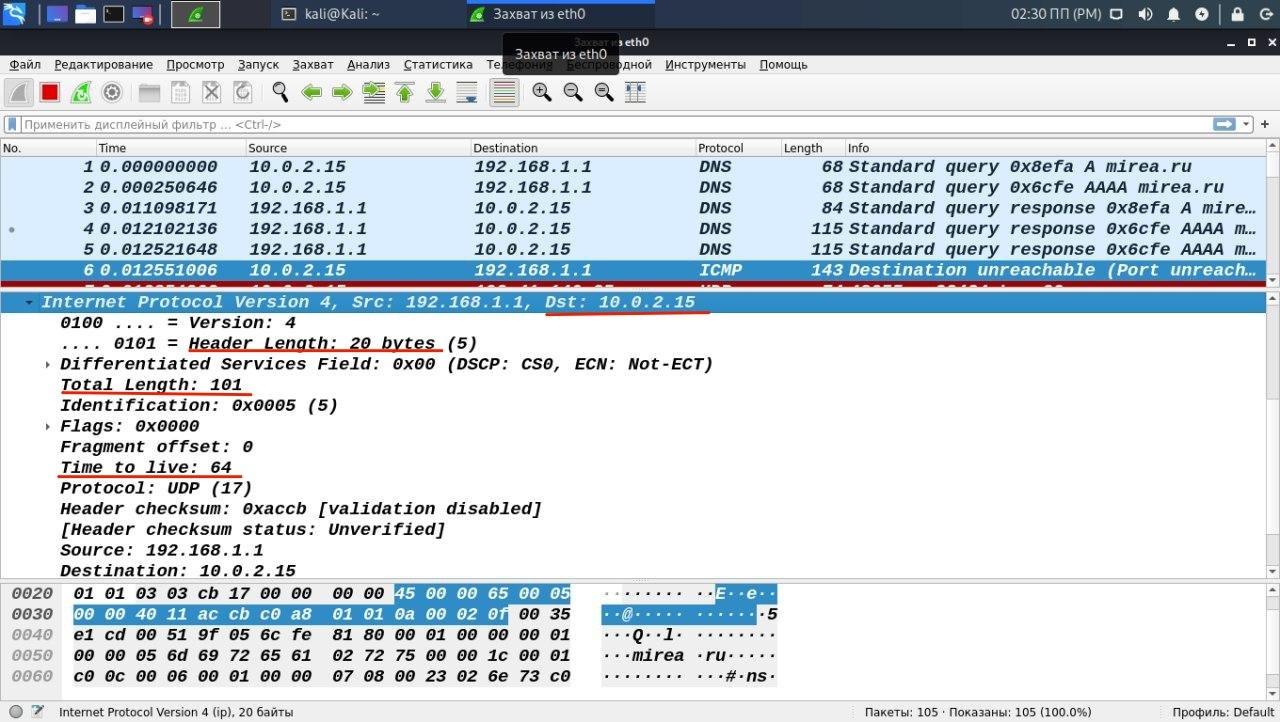 kali@Kali: ~
Захват из eth0
02:30 ПП (PM)
Захват из eth0
Захват из eth0
Файл Редактирование Просмотр Запуск Захват Анализ Статистика Телефония Беспроводной Инструменты Помощь
Применить дисплейный фильтр … <Ctrl-/>
No. Time Source Destination Protocol Length Info
1 0.000000000 10.0.2.15 192.168.1.1 DNS 68 Standard query 0x8efa A mirea.ru
2 0.000250646 10.0.2.15 192.168.1.1 DNS 68 Standard query 0x6cfe AAAA mirea.ru
3 0.011098171 192.168.1.1 10.0.2.15 DNS 84 Standard query response 0x8efa A mire…
4 0.012102136 192.168.1.1 10.0.2.15 DNS 115 Standard query response 0x6cfe AAAA m…
5 0.012521648 192.168.1.1 10.0.2.15 DNS 115 Standard query response 0x6cfe AAAA m…
6 0.012551006 10.0.2.15 192.168.1.1 ICMP 143 Destination unreachable (Port unreach…
Internet Protocol Version 4, Src: 192.168.1.1, Dst: 10.0.2.15
0100 .... = Version: 4
.... 0101 = Header Length: 20 bytes (5)
Differentiated Services Field: 0x00 (DSCP: CS0, ECN: Not-ECT)
Total Length: 101
Identification: 0x0005 (5)
Flags: 0x0000
Fragment offset: 0
Time to live: 64
Protocol: UDP (17)
Header checksum: 0xaccb [validation disabled]
[Header checksum status: Unverified]
Source: 192.168.1.1
Destination: 10.0.2.15
0020 01 01 03 03 cb 17 00 00 00 00 45 00 00 65 00 05 ········ ··E··e··
0030 00 00 40 11 ac cb c0 a8 01 01 0a 00 02 0f 00 35 ··@····· ·······5
0040 e1 cd 00 51 9f 05 6c fe 81 80 00 01 00 00 00 01 ···Q··l· ········
0050 00 00 05 6d 69 72 65 61 02 72 75 00 00 1c 00 01 ···mirea ·ru·····
0060 c0 0c 00 06 00 01 00 00 07 08 00 23 02 6e 73 c0 ········ ···#·ns·
Internet Protocol Version 4 (ip), 20 байты
Пакеты: 105 · Показаны: 105 (100.0%)
Профиль: Default